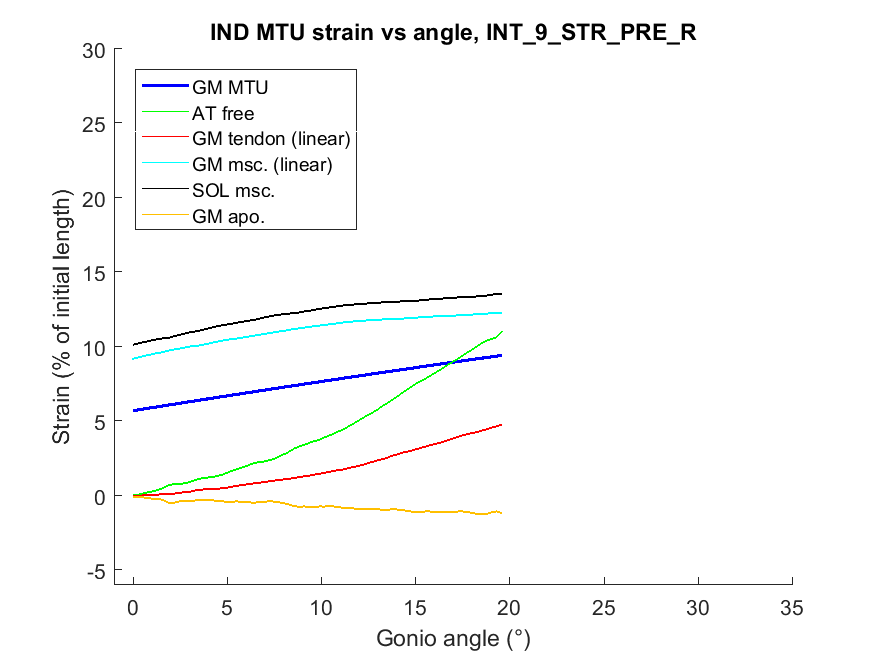 IND MTU strain vs angle, INT_9_STR_PRE_R
30
25
20
15
10
5
0
-5
Strain (% of initial length)
GM MTU
AT free
GM tendon (linear)
GM msc. (linear)
SOL msc.
GM apo.
0 5 10 15 20 25 30 35
Gonio angle (°)